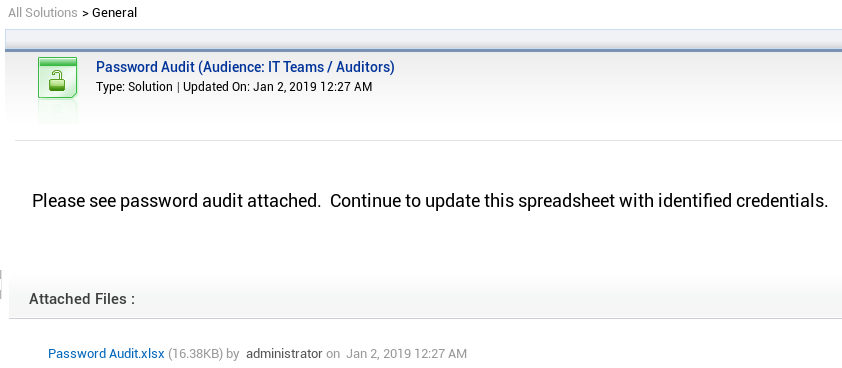 All Solutions > General
Password Audit (Audience: IT Teams / Auditors)
Type: Solution | Updated On: Jan 2, 2019 12:27 AM
Please see password audit attached.  Continue to update this spreadsheet with identified credentials.
Attached Files :
Password Audit.xlsx (16.38KB) by administrator on Jan 2, 2019 12:27 AM